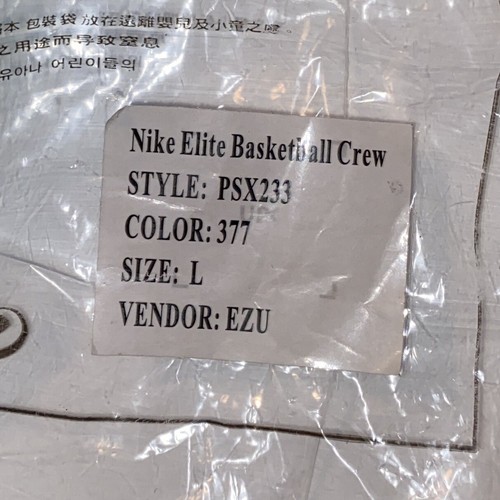 本 包裝袋 放在遠離嬰兒及小童之處。
之用途而导致窒息
유아나 어린이들의
Nike Elite Basketball Crew
STYLE: PSX233
COLOR: 377
SIZE: L
VENDOR: EZU